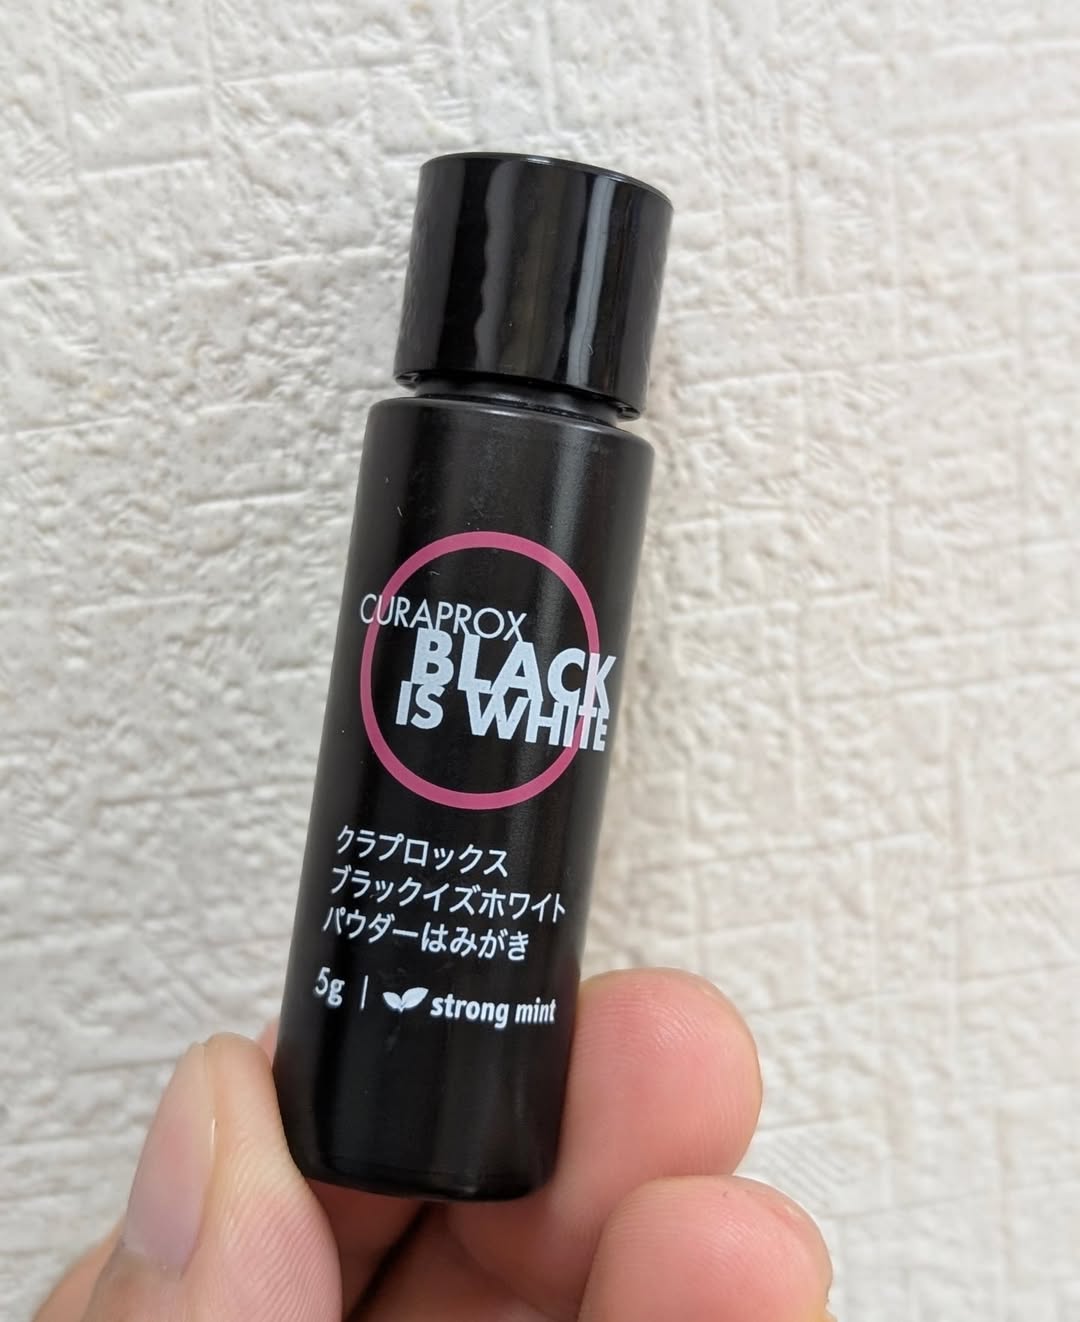 CURAPROX
BLACK
IS WHITE
クラプロックス
ブラックイズホワイト
パウダーはみがき
5g | strong mint